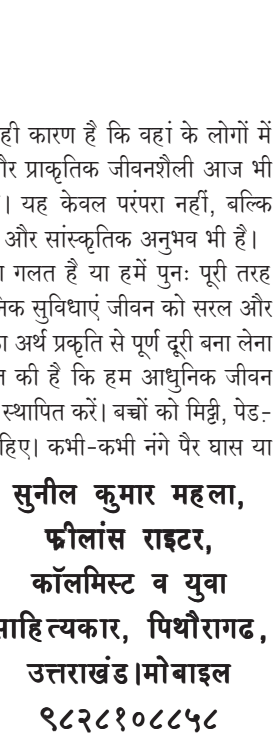 ही कारण है कि वहां के लोगों में
और प्राकृतिक जीवनशैली आज भी
। यह केवल परंपरा नहीं, बल्कि
और सांस्कृतिक अनुभव भी है।
गलत है या हमें पुनः पूरी तरह
सुविधाएं जीवन को सरल और
अर्थ प्रकृति से पूर्ण दूरी बना लेना
की है कि हम आधुनिक जीवन
स्थापित करें। बच्चों को मिट्टी, पेड-
चाहिए। कभी-कभी नंगे पैर घास या
सुनील कुमार महला,
फ्रीलांस राइटर,
कॉलमिस्ट व युवा
साहित्यकार, पिथौरागढ,
उत्तराखंड।मोबाइल
९८२८१०८८५८